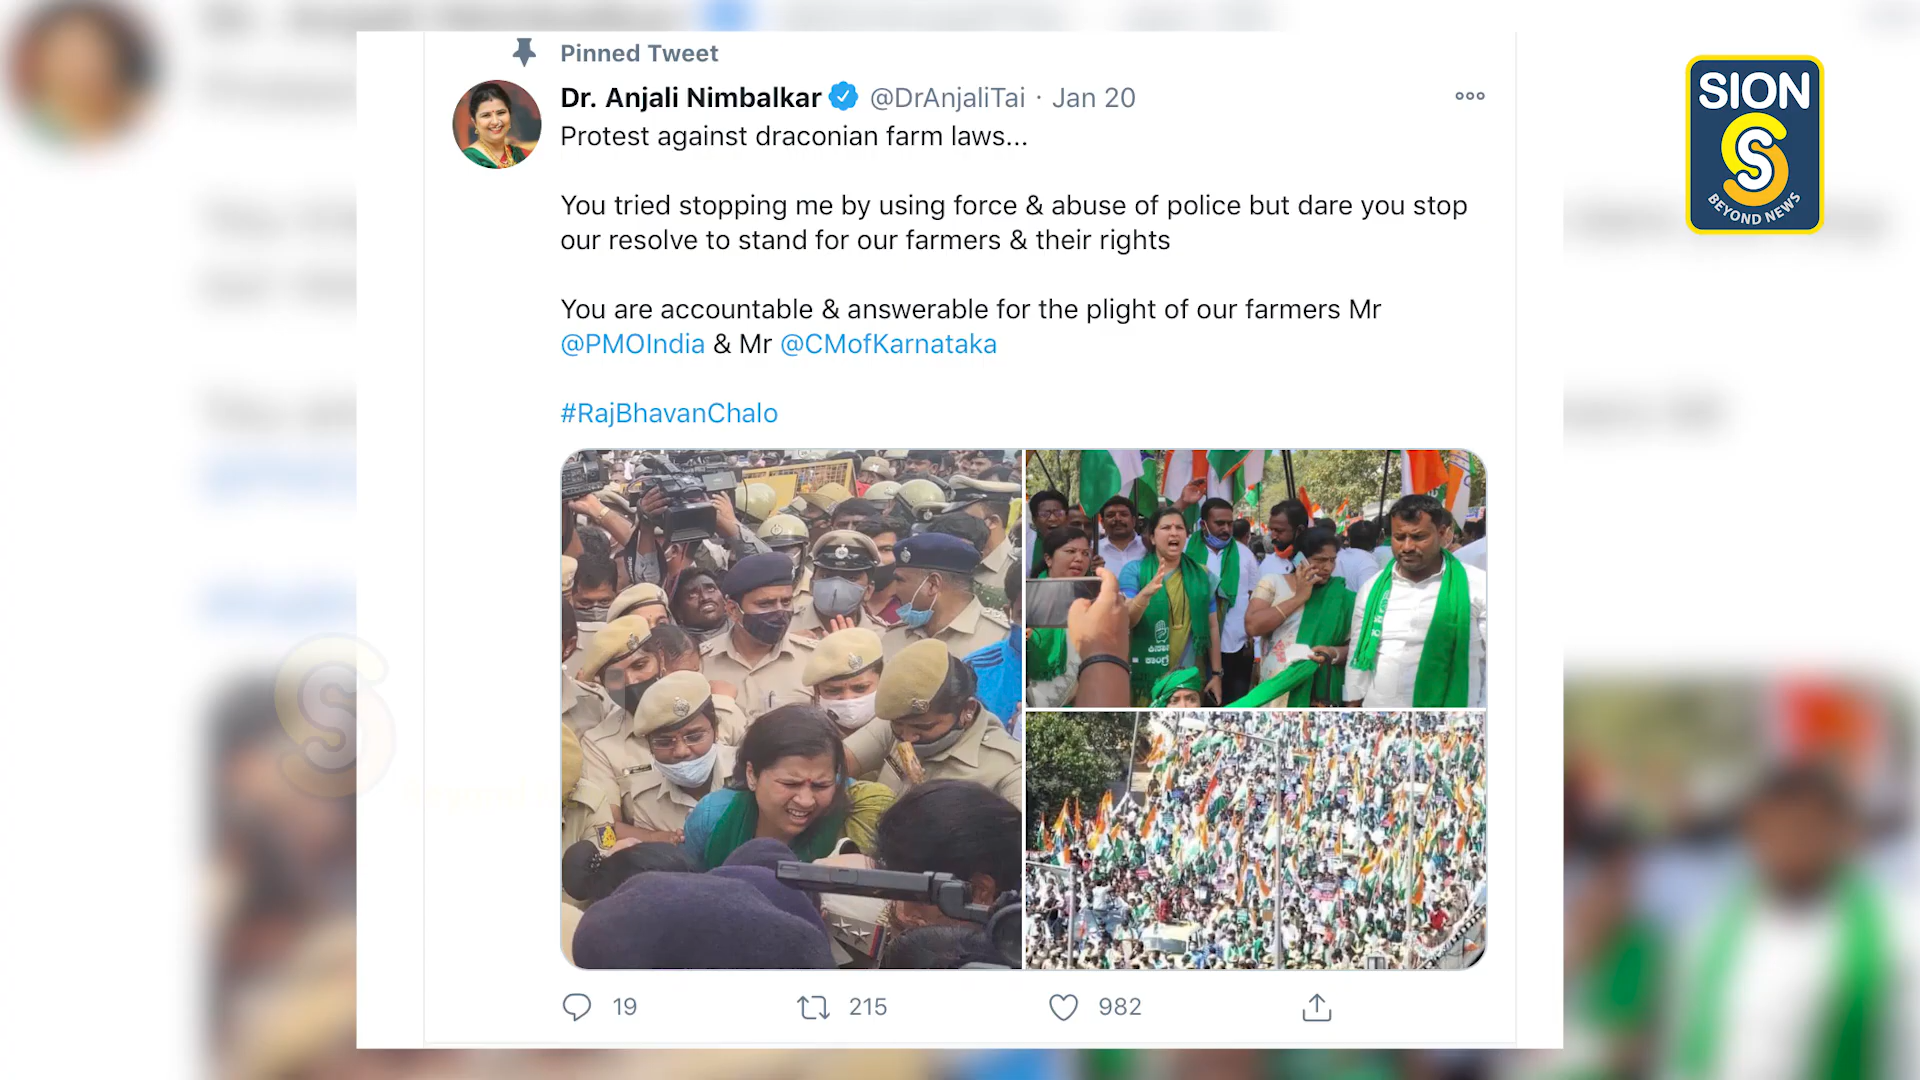 Pinned Tweet
Dr. Anjali Nimbalkar @DrAnjaliTai · Jan 20
Protest against draconian farm laws...
You tried stopping me by using force & abuse of police but dare you stop
our resolve to stand for our farmers & their rights
You are accountable & answerable for the plight of our farmers Mr
@PMOIndia & Mr @CMofKarnataka
#RajBhavanChalo
ಕಿಸಾನ್
ಕಾಂಗ್ರೆ
19
215
982
SION
S
BEYOND NEWS